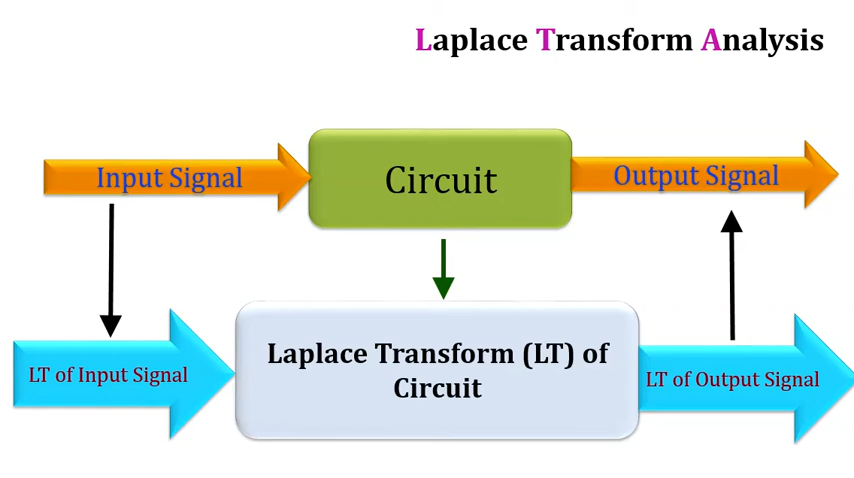 Laplace Transform Analysis
Input Signal
Circuit
Output Signal
LT of Input Signal
Laplace Transform (LT) of
Circuit
LT of Output Signal